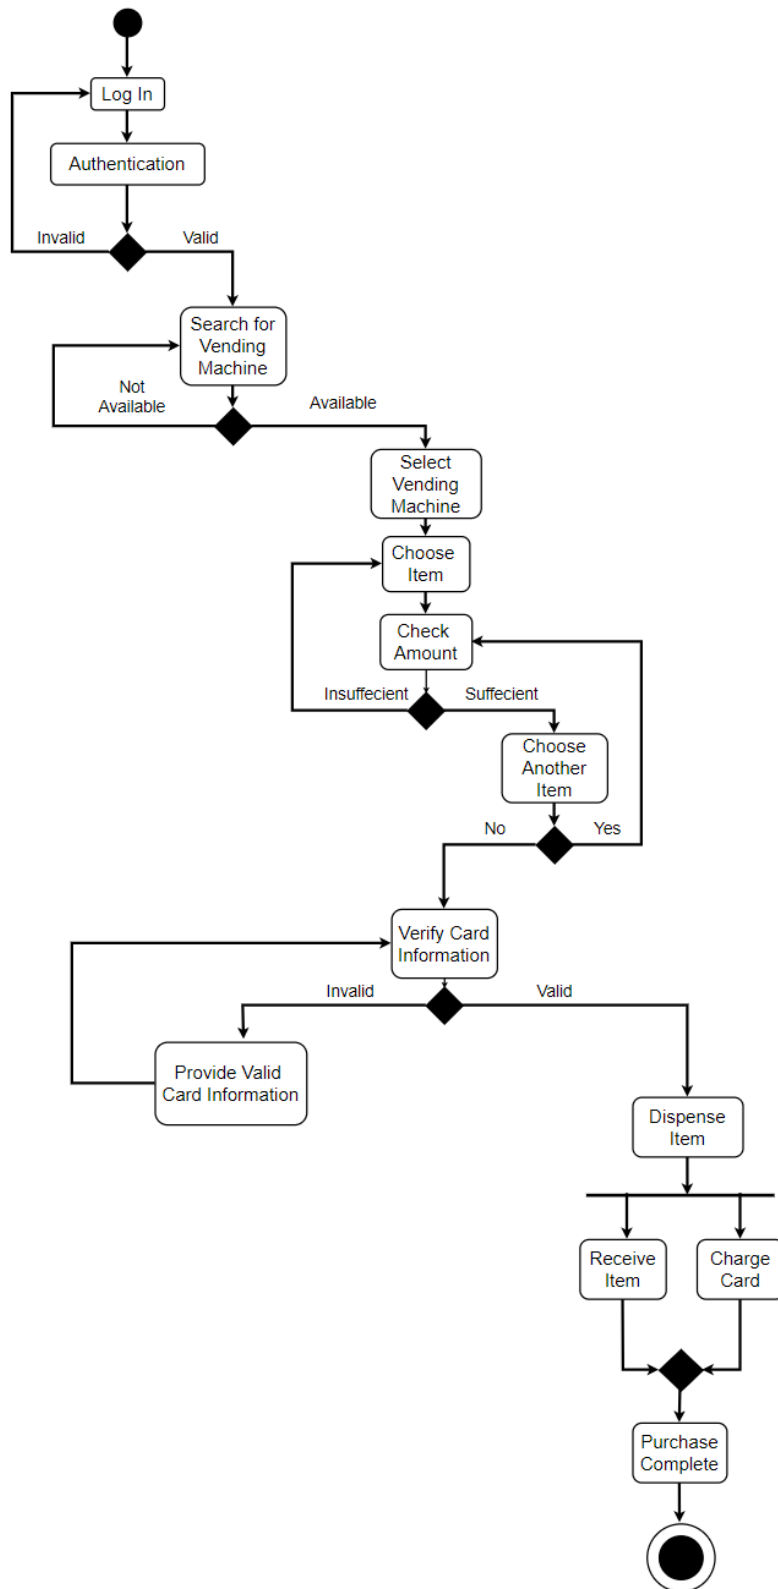 Log In
Authentication
Invalid
Valid
Search for
Vending
Machine
Not
Available
Available
Select
Vending
Machine
Choose
Item
Check
Amount
Insuffecient
Suffecient
Choose
Another
Item
No
Yes
Verify Card
Information
Invalid
Valid
Provide Valid
Card Information
Dispense
Item
Receive
Item
Charge
Card
Purchase
Complete